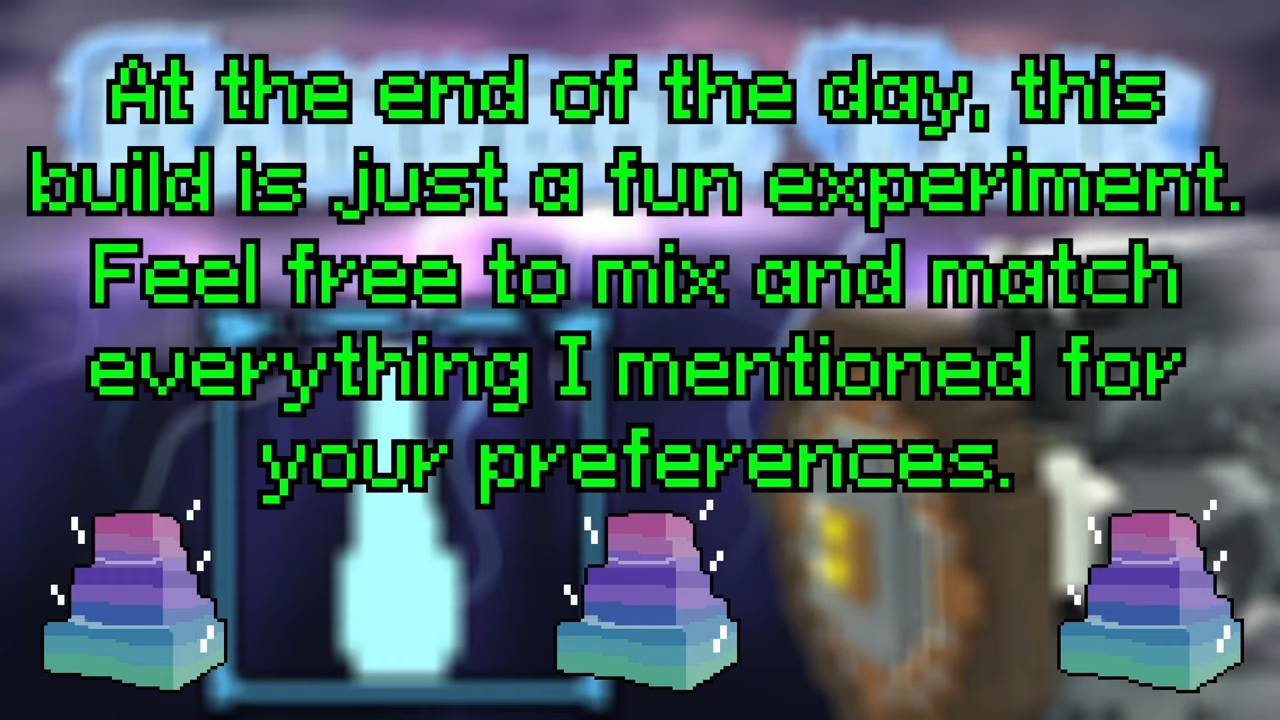 At the end of the day, this
build is just a fun experiment.
Feel free to mix and match
everything I mentioned for
your preferences.